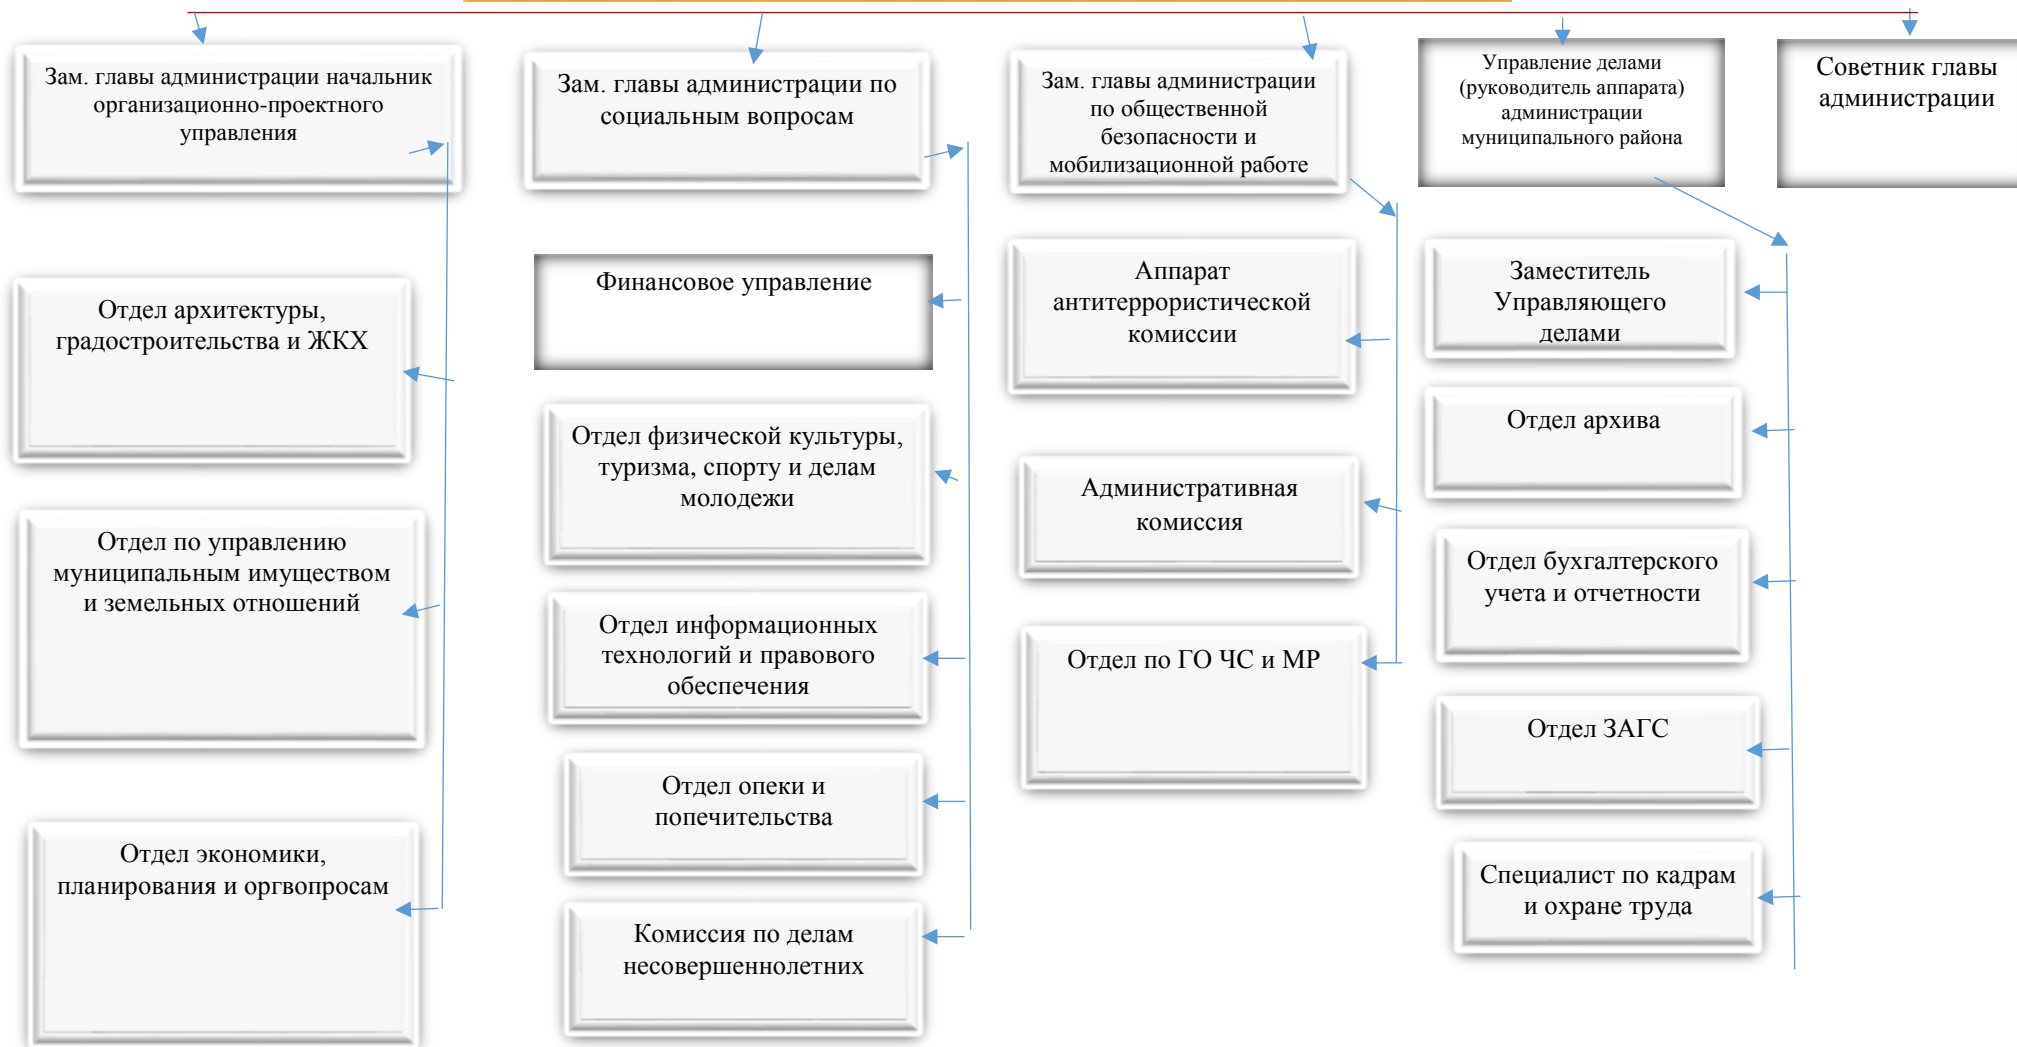 Зам. главы администрации начальник
организационно-проектного
управления
Зам. главы администрации по
социальным вопросам
Зам. главы администрации
по общественной
безопасности и
мобилизационной работе
Управление делами
(руководитель аппарата)
администрации
муниципального района
Советник главы
администрации
Отдел архитектуры,
градостроительства и ЖКХ
Отдел по управлению
муниципальным имуществом
и земельных отношений
Отдел экономики,
планирования и оргвопросам
Финансовое управление
Отдел физической культуры,
туризма, спорту и делам
молодежи
Отдел информационных
технологий и правового
обеспечения
Отдел опеки и
попечительства
Комиссия по делам
несовершеннолетних
Аппарат
антитеррористической
комиссии
Административная
комиссия
Отдел по ГО ЧС и МР
Заместитель
Управляющего
делами
Отдел архива
Отдел бухгалтерского
учета и отчетности
Отдел ЗАГС
Специалист по кадрам
и охране труда